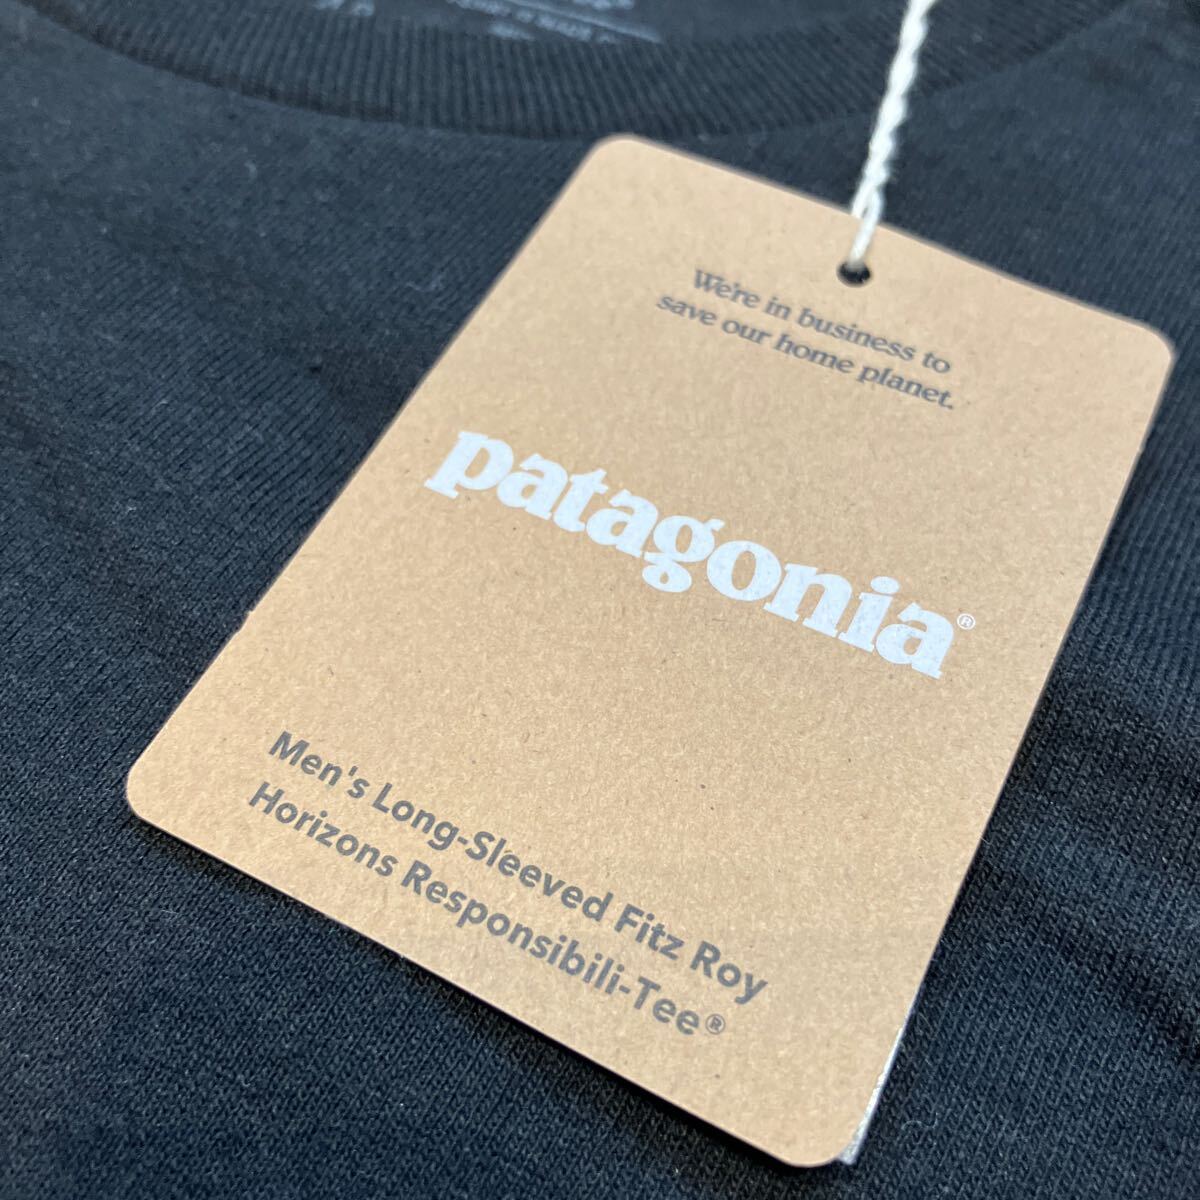 We're in business to
save our home planet.
patagonia®
Men's Long-Sleeved Fitz Roy
Horizons Responsibili-Tee®